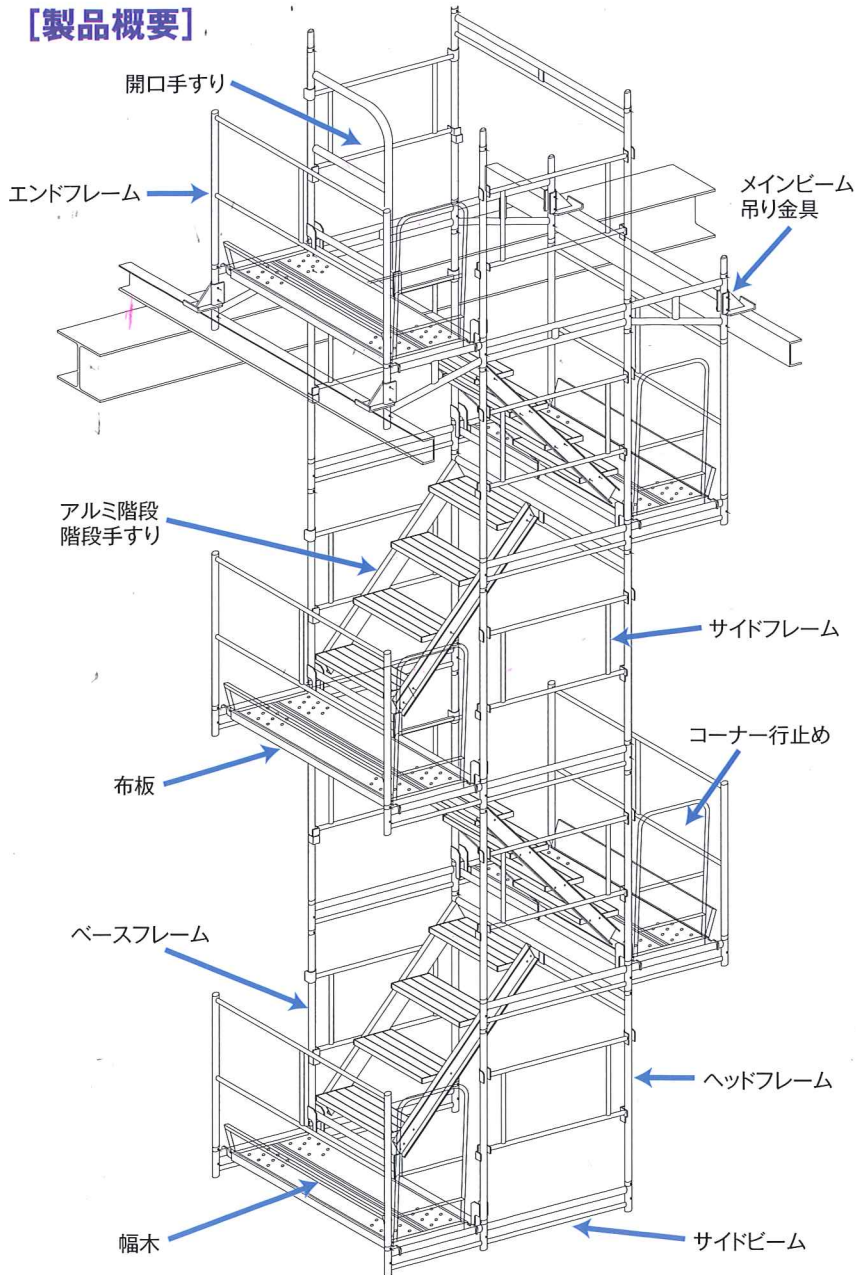 [製品概要]
開口手すり
エンドフレーム
メインビーム
吊り金具
アルミ階段
階段手すり
サイドフレーム
コーナー行止め
布板
ベースフレーム
ヘッドフレーム
幅木
サイドビーム